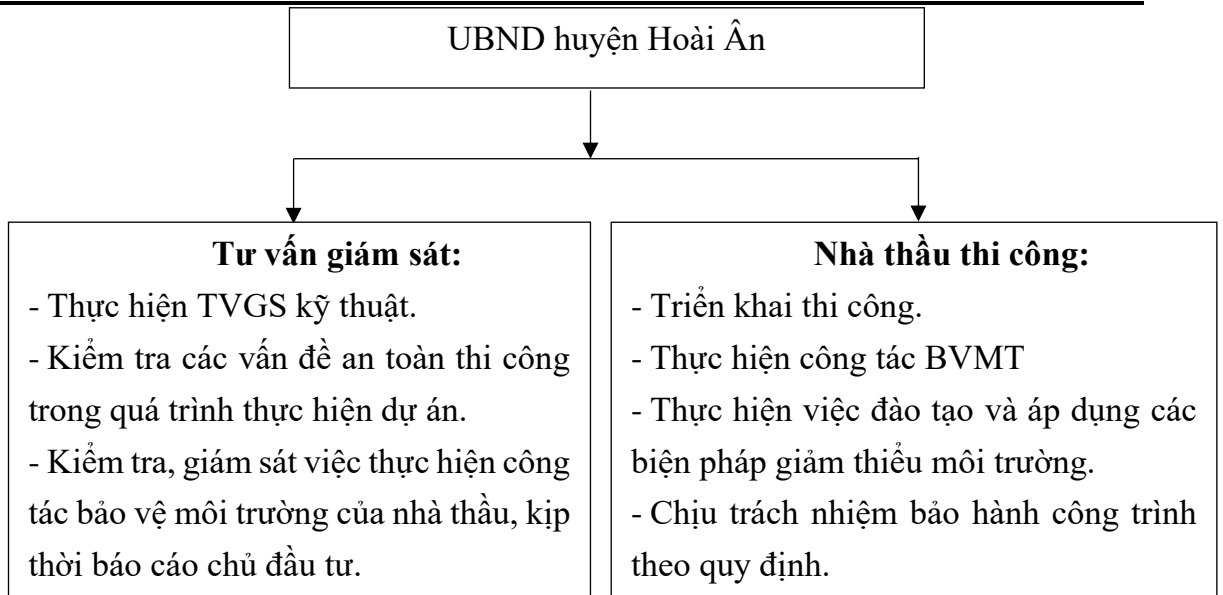 UBND huyện Hoài Ân
Tư vấn giám sát:
- Thực hiện TVGS kỹ thuật.
- Kiểm tra các vấn đề an toàn thi công
trong quá trình thực hiện dự án.
- Kiểm tra, giám sát việc thực hiện công
tác bảo vệ môi trường của nhà thầu, kịp
thời báo cáo chủ đầu tư.
Nhà thầu thi công:
- Triển khai thi công.
- Thực hiện công tác BVMT
- Thực hiện việc đào tạo và áp dụng các
biện pháp giảm thiểu môi trường.
- Chịu trách nhiệm bảo hành công trình
theo quy định.